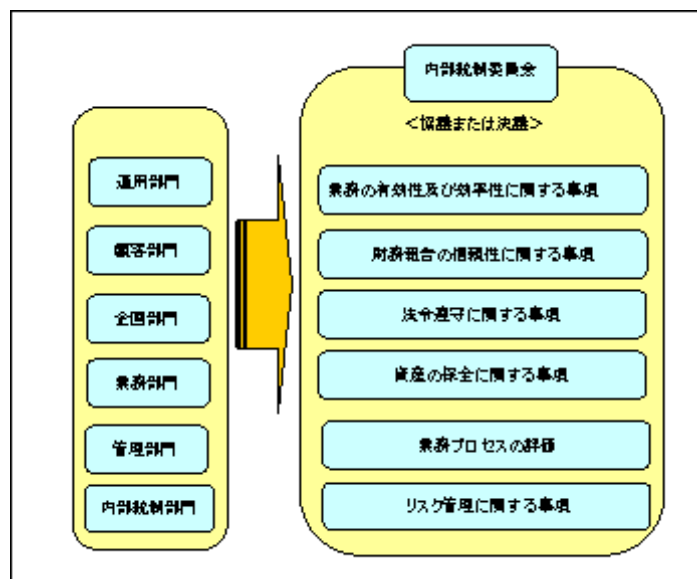 内部統制委員会
＜協議または決議＞
運用部門
顧客部門
企画部門
業務部門
管理部門
内部統制部門
業務の有効性及び効率性に関する事項
財務報告の信頼性に関する事項
法令遵守に関する事項
資産の保全に関する事項
業務プロセスの評価
リスク管理に関する事項